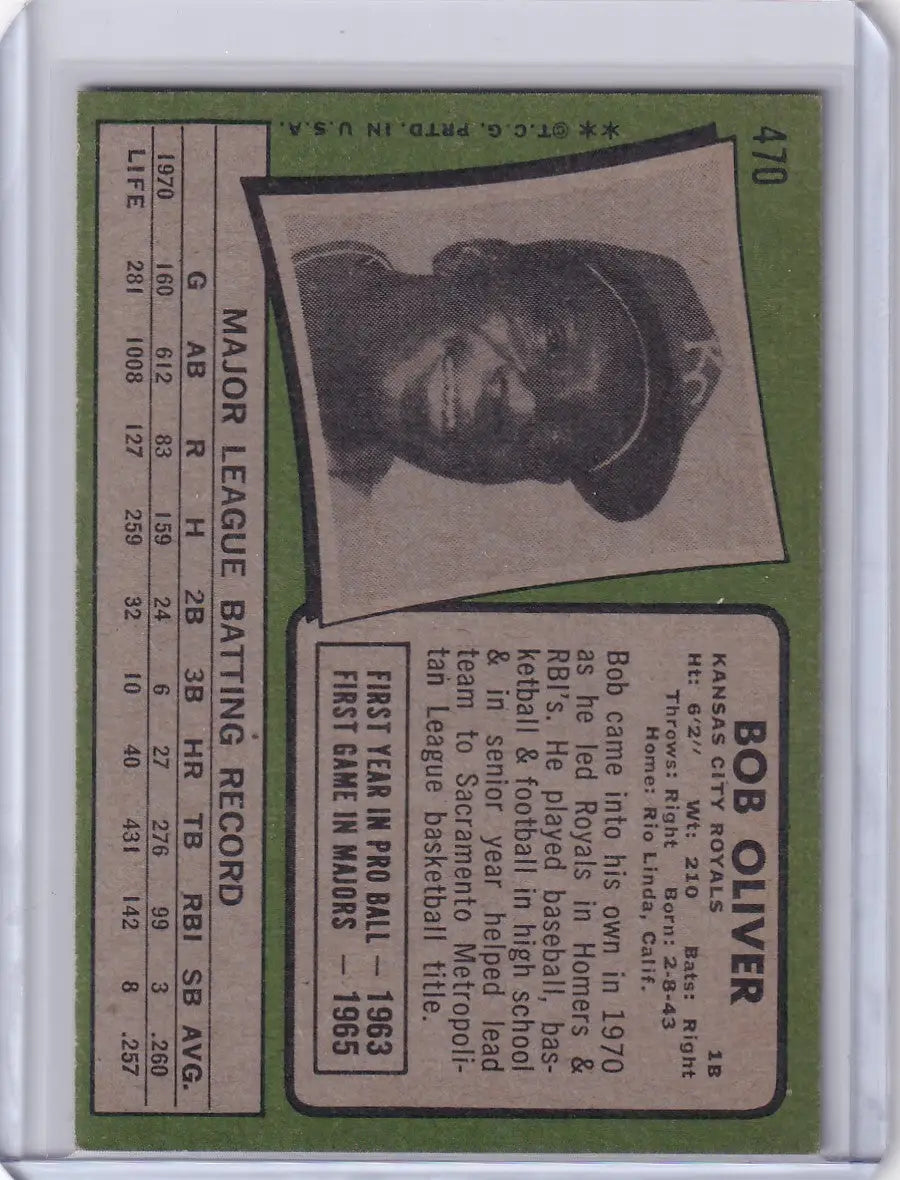 470
**©T.C.G. PRTD. IN U.S.A.
KC
BOB OLIVER
KANSAS CITY ROYALS 1B
Ht: 6'2" Wt: 210 Bats: Right
Throws: Right Born: 2-8-43
Home: Rio Linda, Calif.
Bob came into his own in 1970
as he led Royals in Homers &
RBI's. He played baseball, bas-
ketball & football in high school
& in senior year helped lead
team to Sacramento Metropoli-
tan League basketball title.
FIRST YEAR IN PRO BALL — 1963
FIRST GAME IN MAJORS — 1965
MAJOR LEAGUE BATTING RECORD
G AB R H 2B 3B HR TB RBI SB AVG.
1970 160 612 83 159 24 6 27 276 99 3 .260
LIFE 281 1008 127 259 32 10 40 431 142 8 .257